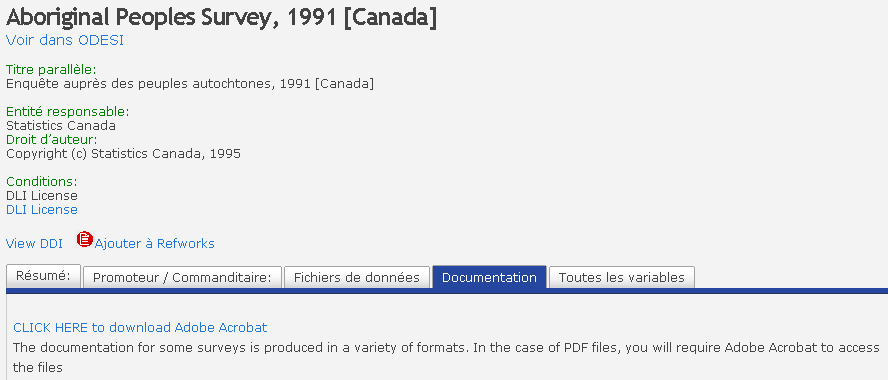 Aboriginal Peoples Survey, 1991 [Canada]
Voir dans ODESI
Titre parallèle:
Enquête auprès des peuples autochtones, 1991 [Canada]
Entité responsable:
Statistics Canada
Droit d'auteur:
Copyright (c) Statistics Canada, 1995
Conditions:
DLI License
DLI License
View DDI Ajouter à Refworks
Résumé: Promoteur / Commanditaire: Fichiers de données Documentation Toutes les variables
CLICK HERE to download Adobe Acrobat
The documentation for some surveys is produced in a variety of formats. In the case of PDF files, you will require Adobe Acrobat to access
the files